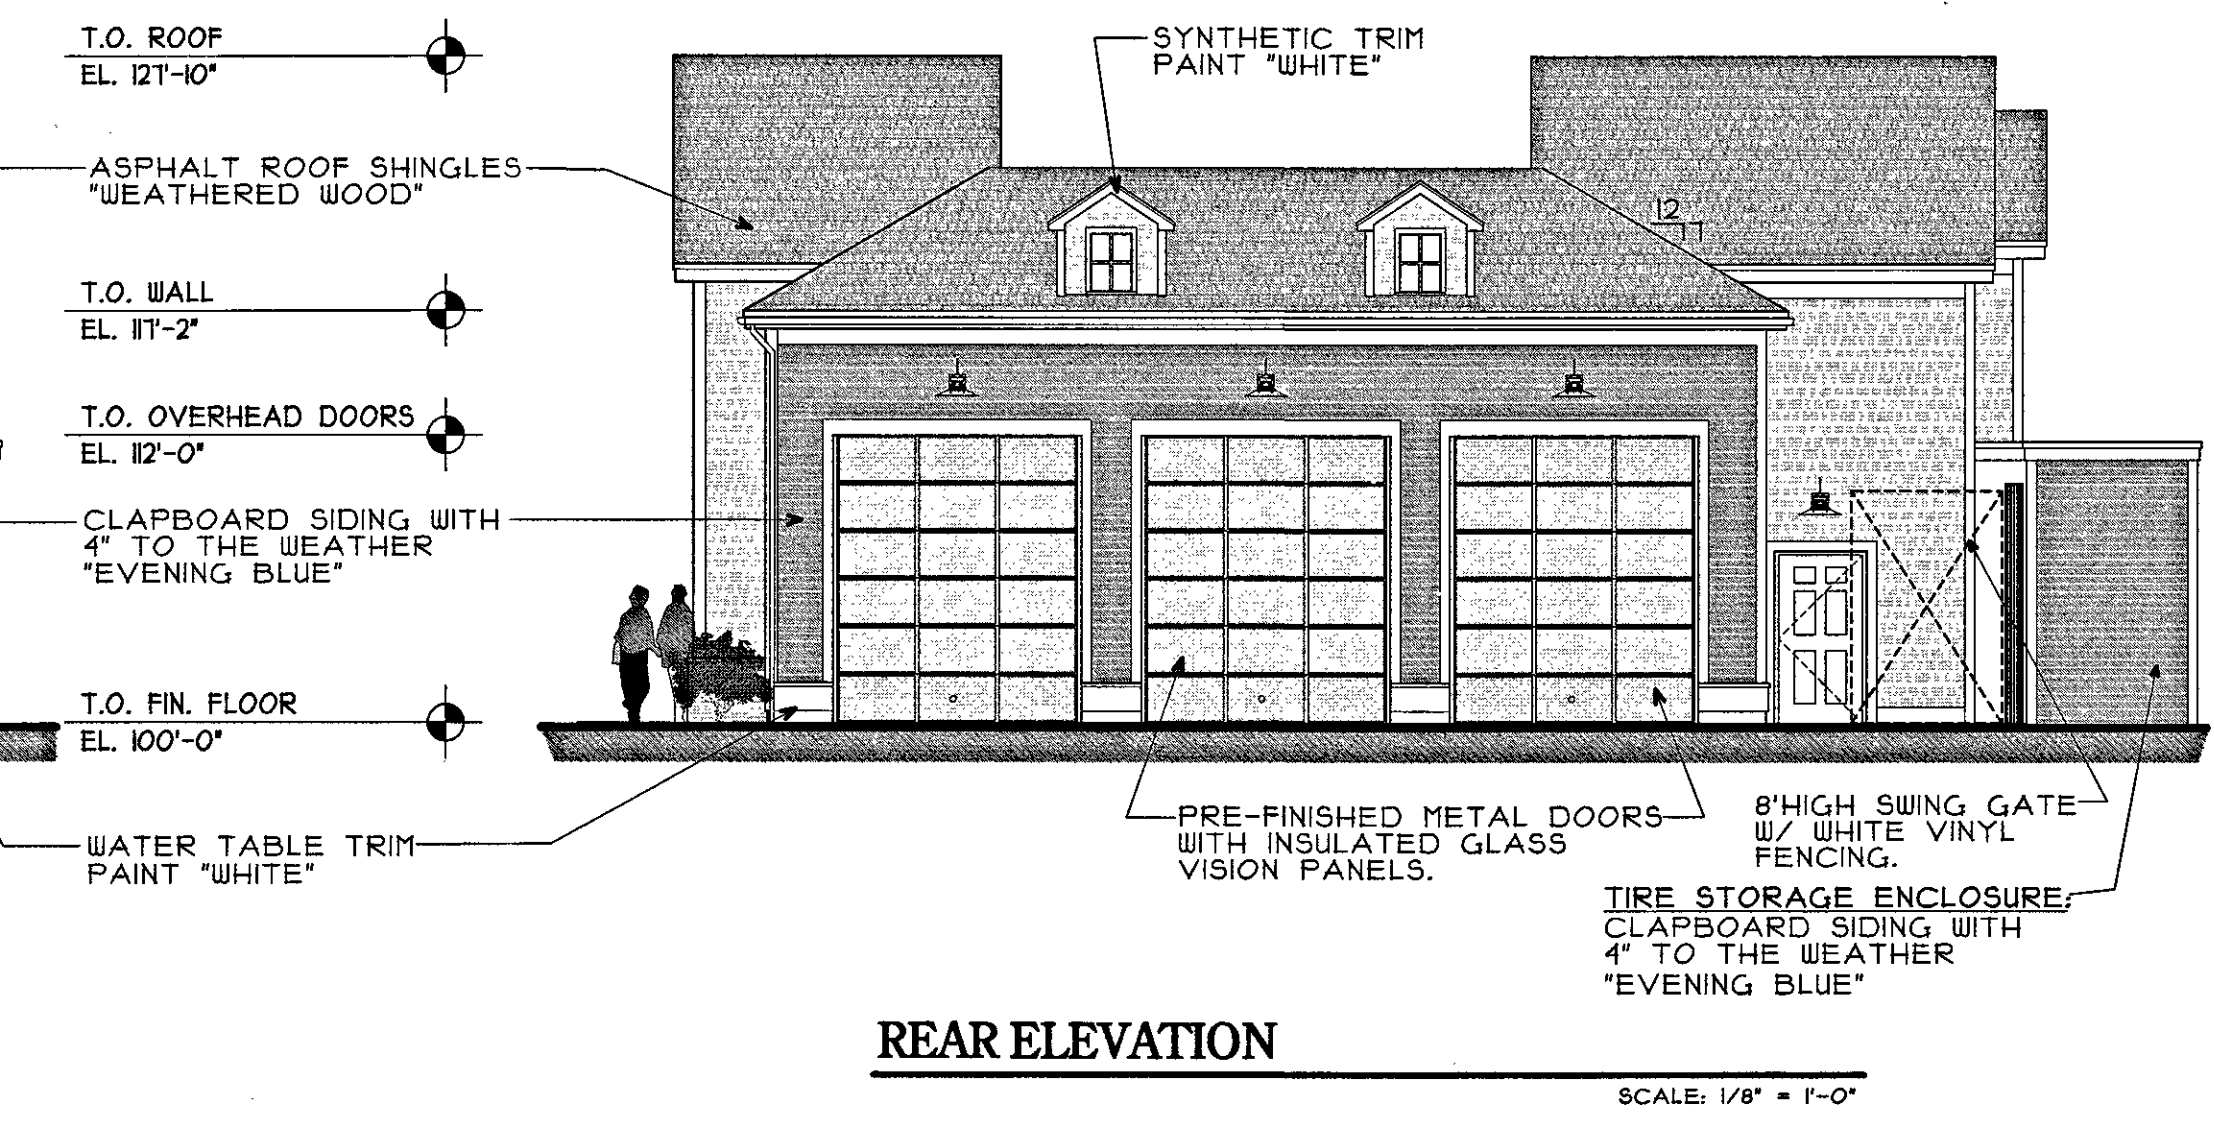 T.O. ROOF
EL. 127'-10"
SYNTHETIC TRIM
PAINT "WHITE"
ASPHALT ROOF SHINGLES
"WEATHERED WOOD"
12
7
T.O. WALL
EL. 117'-2"
T.O. OVERHEAD DOORS
EL. 112'-0"
CLAPBOARD SIDING WITH
4" TO THE WEATHER
"EVENING BLUE"
T.O. FIN. FLOOR
EL. 100'-0"
WATER TABLE TRIM
PAINT "WHITE"
PRE-FINISHED METAL DOORS
WITH INSULATED GLASS
VISION PANELS.
8'HIGH SWING GATE
W/ WHITE VINYL
FENCING.
TIRE STORAGE ENCLOSURE:
CLAPBOARD SIDING WITH
4" TO THE WEATHER
"EVENING BLUE"
REAR ELEVATION
SCALE: 1/8" = 1'-0"